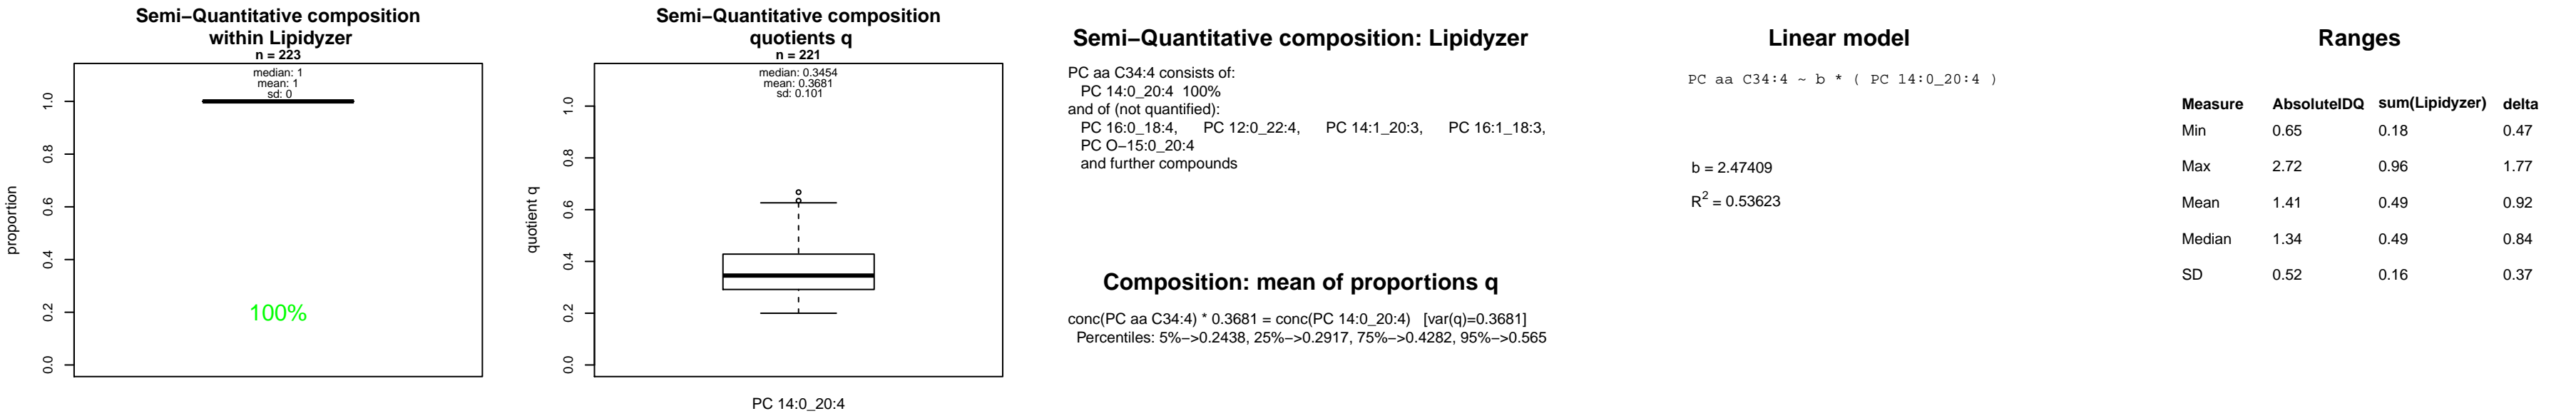 Semi−Quantitative composition
within Lipidyzer
n = 223
median: 1
mean: 1
sd: 0
proportion
1.0
0.8
0.6
0.4
0.2
0.0
100%
Semi−Quantitative composition
quotients q
n = 221
median: 0.3454
mean: 0.3681
sd: 0.101
quotient q
1.0
0.8
0.6
0.4
0.2
0.0
PC 14:0_20:4
Semi−Quantitative composition: Lipidyzer
PC aa C34:4 consists of:
PC 14:0_20:4 100%
and of (not quantified):
PC 16:0_18:4, PC 12:0_22:4, PC 14:1_20:3, PC 16:1_18:3,
PC O−15:0_20:4
and further compounds
Composition: mean of proportions q
conc(PC aa C34:4) * 0.3681 = conc(PC 14:0_20:4) [var(q)=0.3681]
Percentiles: 5%−>0.2438, 25%−>0.2917, 75%−>0.4282, 95%−>0.565
Linear model
PC aa C34:4 ~ b * ( PC 14:0_20:4 )
b = 2.47409
R² = 0.53623
Ranges
Measure AbsoluteIDQ sum(Lipidyzer) delta
Min 0.65 0.18 0.47
Max 2.72 0.96 1.77
Mean 1.41 0.49 0.92
Median 1.34 0.49 0.84
SD 0.52 0.16 0.37